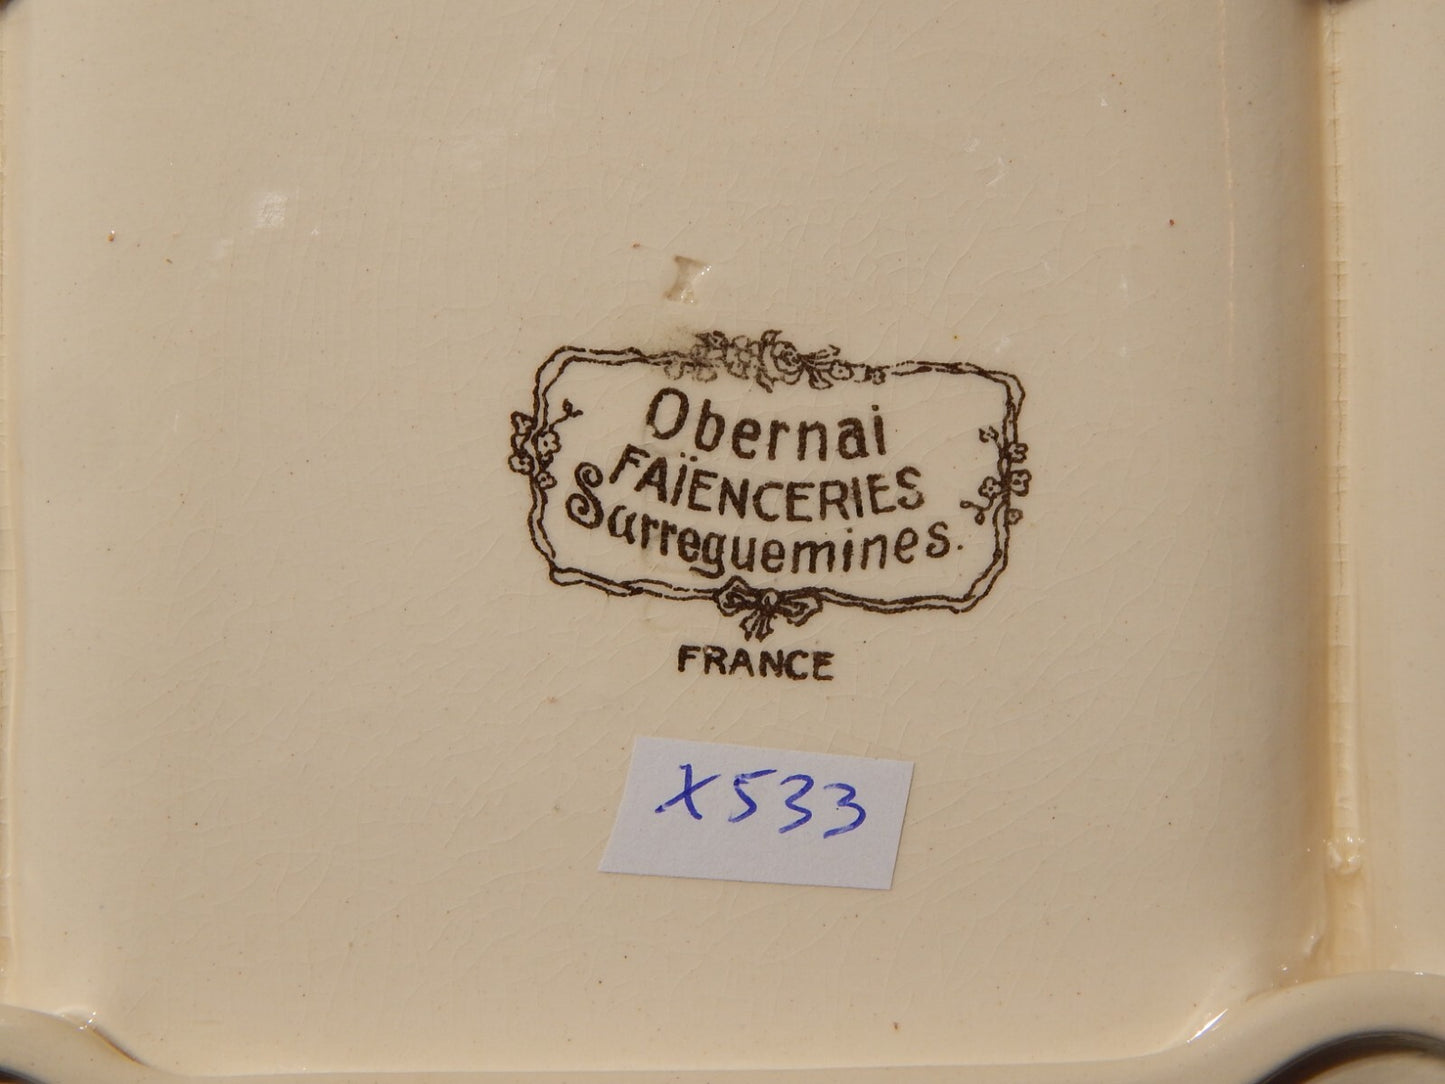 Obernai
FAÏENCERIES
Sarreguemines.
FRANCE
X533